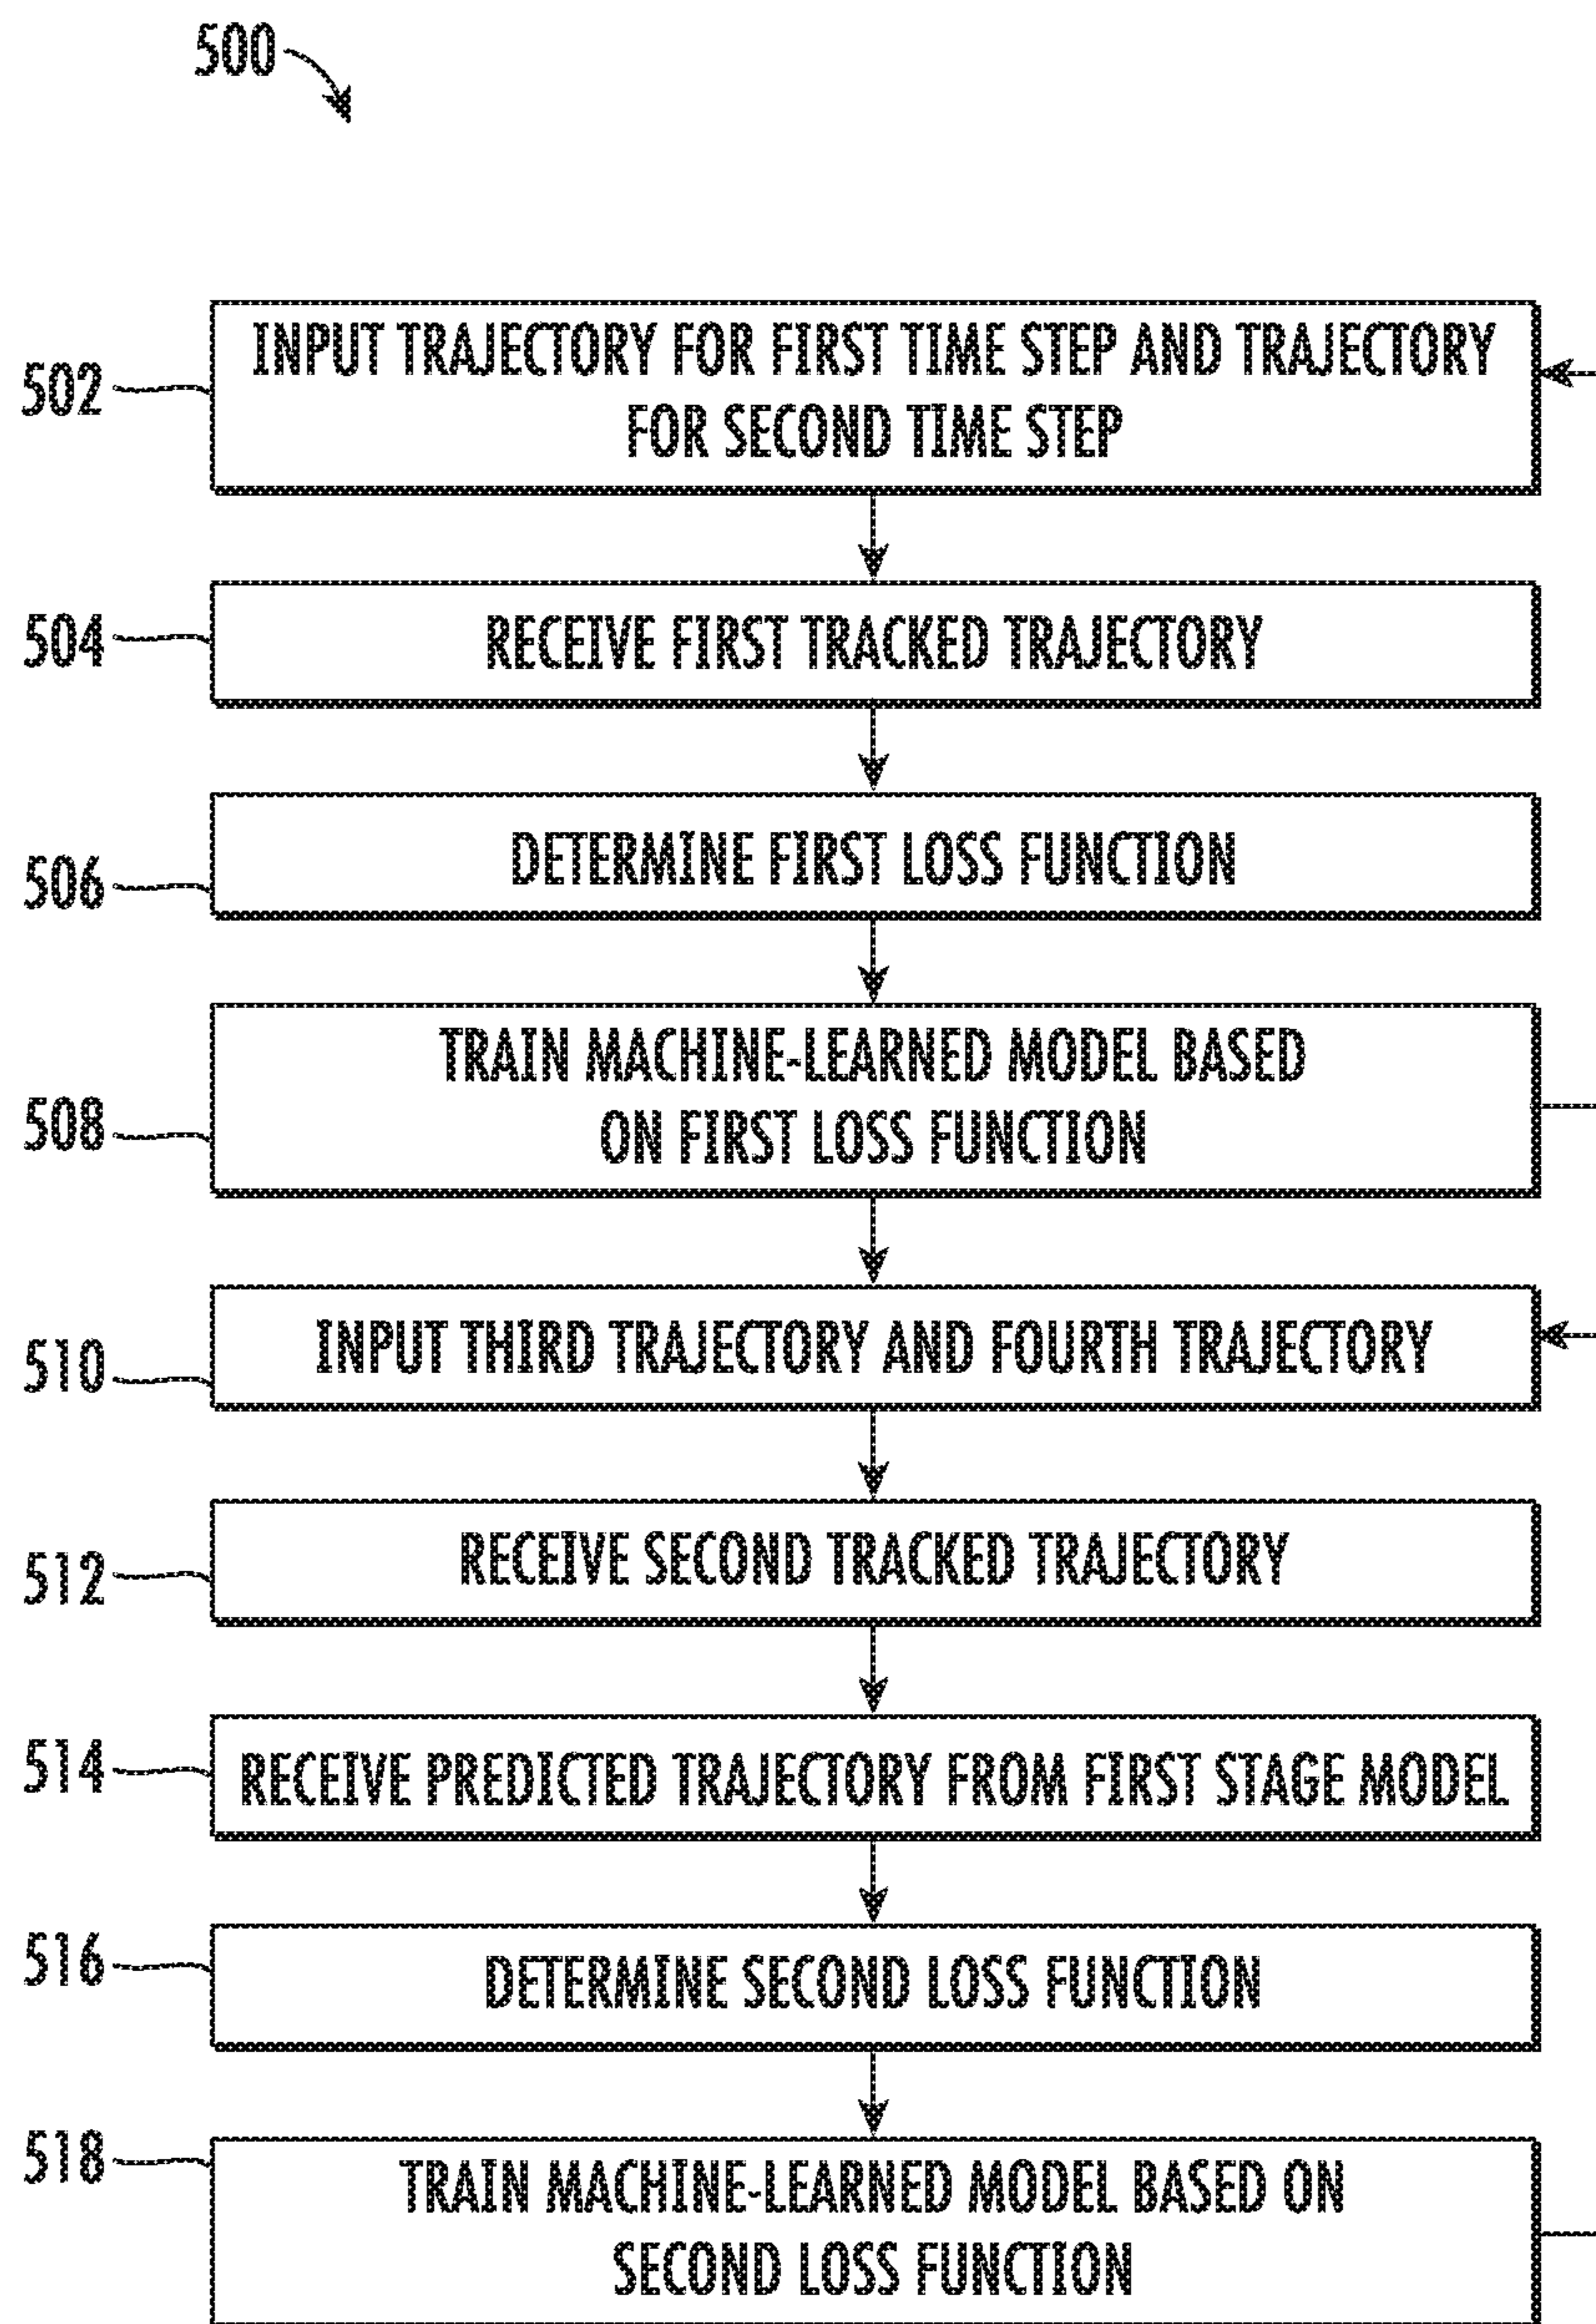 500
502
INPUT TRAJECTORY FOR FIRST TIME STEP AND TRAJECTORY
FOR SECOND TIME STEP
504
RECEIVE FIRST TRACKED TRAJECTORY
506
DETERMINE FIRST LOSS FUNCTION
508
TRAIN MACHINE-LEARNED MODEL BASED
ON FIRST LOSS FUNCTION
510
INPUT THIRD TRAJECTORY AND FOURTH TRAJECTORY
512
RECEIVE SECOND TRACKED TRAJECTORY
514
RECEIVE PREDICTED TRAJECTORY FROM FIRST STAGE MODEL
516
DETERMINE SECOND LOSS FUNCTION
518
TRAIN MACHINE-LEARNED MODEL BASED ON
SECOND LOSS FUNCTION